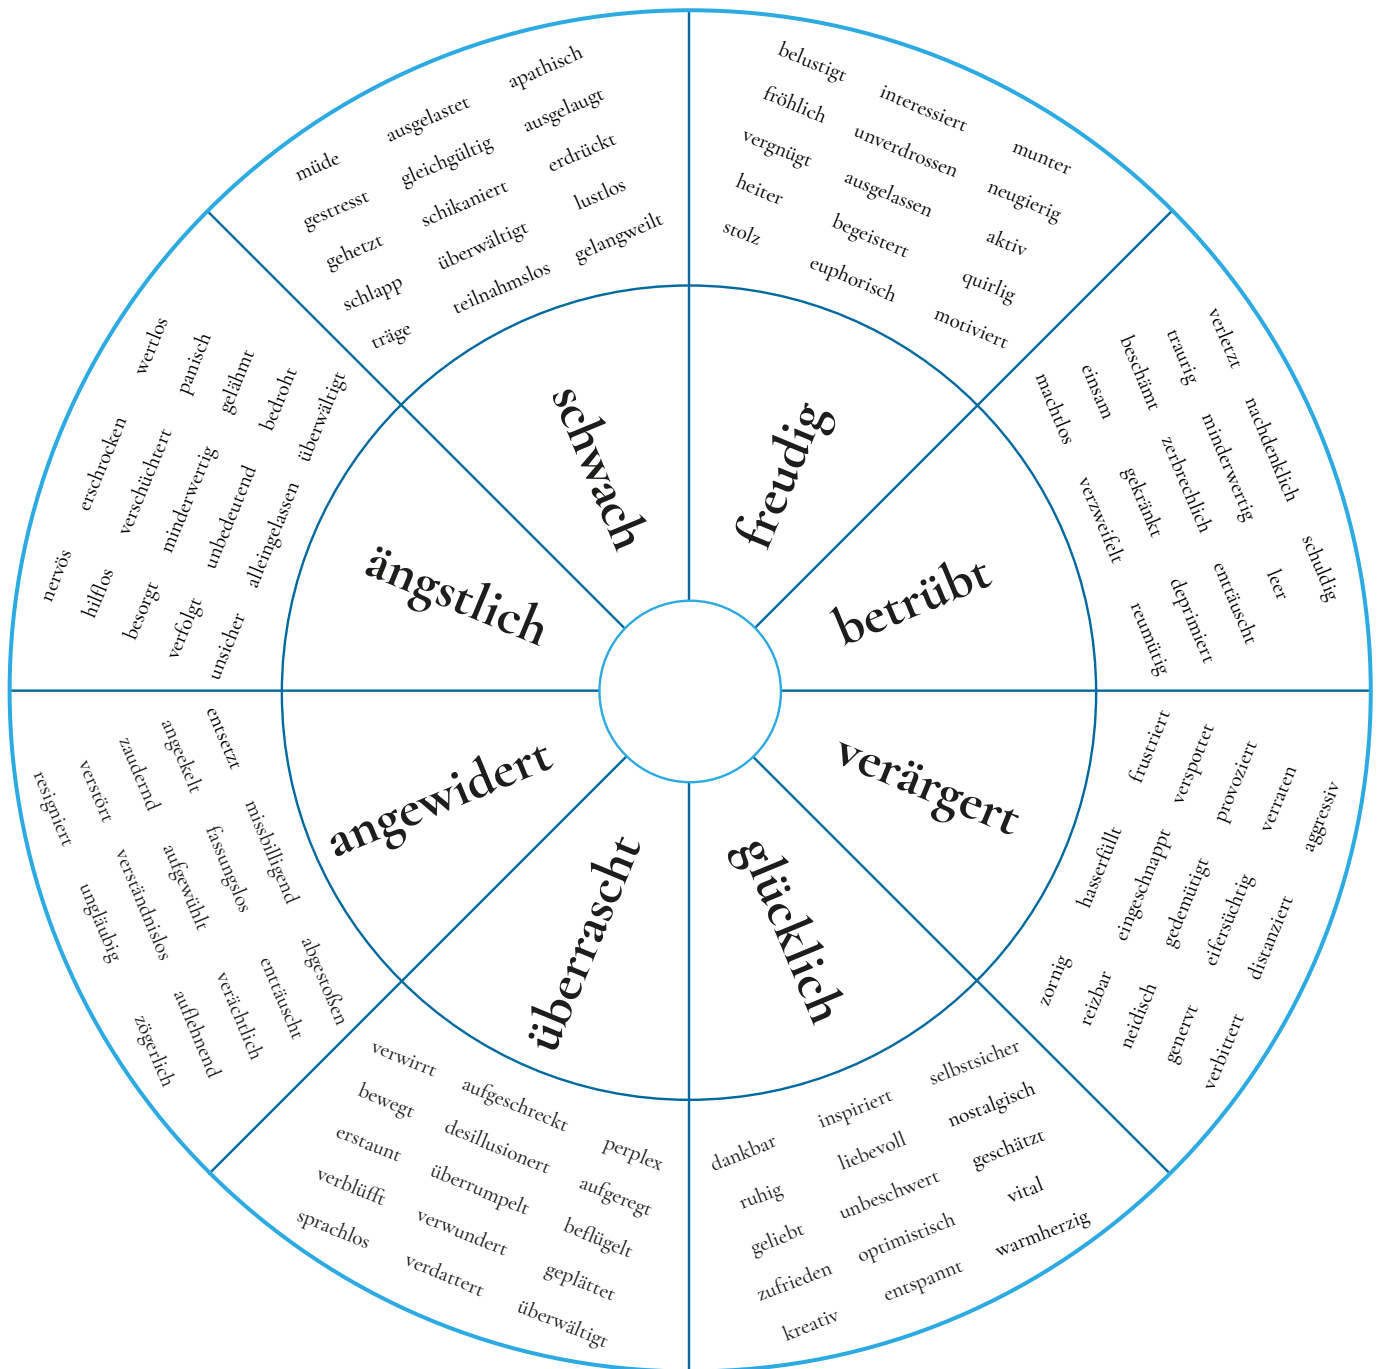 freudig
belustigt
interessiert
munter
fröhlich
unverdrossen
neugierig
vergnügt
ausgelassen
aktiv
heiter
begeistert
quirlig
stolz
euphorisch
motiviert
betrübt
verletzt
nachdenklich
schuldig
traurig
minderwertig
leer
beschämt
zerbrechlich
enttäuscht
einsam
gekränkt
deprimiert
machtlos
verzweifelt
reumütig
verärgert
frustriert
verspottet
provoziert
verraten
aggressiv
hasserfüllt
eingeschnappt
gedemütigt
eifersüchtig
distanziert
zornig
reizbar
neidisch
genervt
verbittert
glücklich
selbstsicher
inspiriert
dankbar
nostalgisch
liebevoll
ruhig
geschätzt
unbeschwert
geliebt
vital
optimistisch
zufrieden
warmherzig
entspannt
kreativ
überrascht
verwirrt
aufgeschreckt
perplex
bewegt
desillusionert
aufgeregt
erstaunt
überrumpelt
beflügelt
verblüfft
verwundert
geplättet
sprachlos
verdattert
überwältigt
angewidert
entsetzt
missbilligend
abgestoßen
angeekelt
fassungslos
enttäuscht
zaudernd
aufgewühlt
verächtlich
verstört
verständnislos
auflehnend
resigniert
ungläubig
zögerlich
ängstlich
wertlos
panisch
gelähmt
bedroht
überwältigt
erschrocken
verschüchtert
minderwertig
unbedeutend
alleingelassen
nervös
hilflos
besorgt
verfolgt
unsicher
schwach
müde
ausgelastet
apathisch
gestresst
gleichgültig
ausgelaugt
gehetzt
schikaniert
erdrückt
schlapp
überwältigt
lustlos
träge
teilnahmslos
gelangweilt